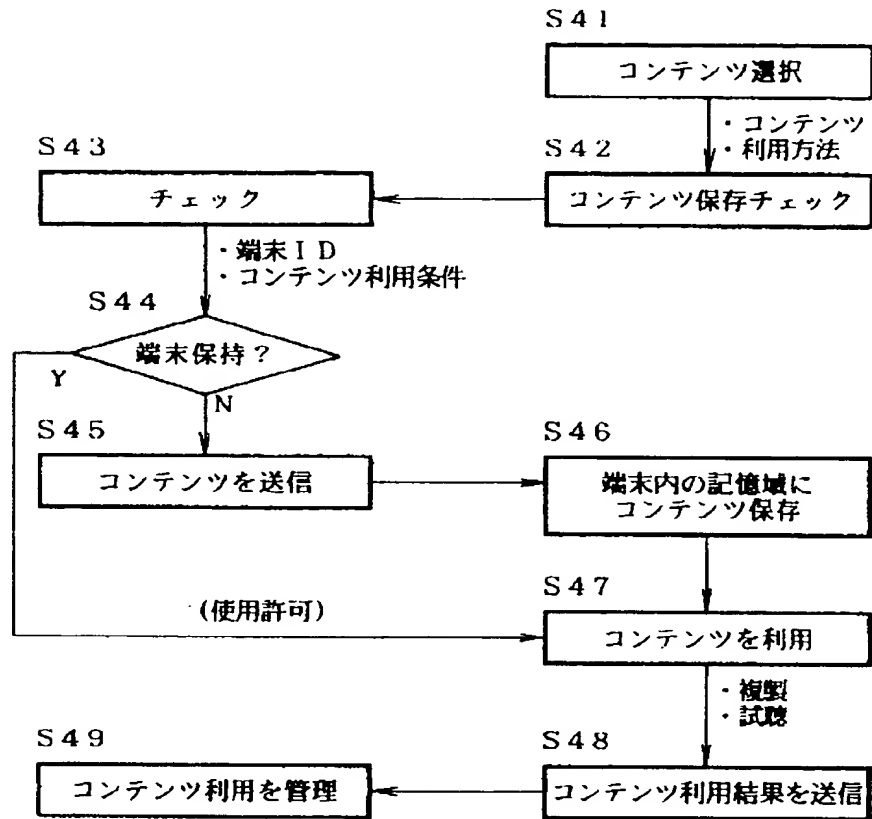 S41
コンテンツ選択
・コンテンツ
・利用方法
S42
コンテンツ保存チェック
S43
チェック
・端末ID
・コンテンツ利用条件
S44
端末保持?
Y
N
S45
コンテンツを送信
S46
端末内の記憶域に
コンテンツ保存
S47
(使用許可)
コンテンツを利用
・複製
・試聴
S48
コンテンツ利用結果を送信
S49
コンテンツ利用を管理